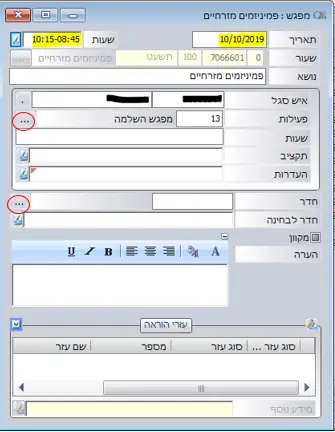 מפגש : פמיניזמים מזרחיים
תאריך 10/10/2019 שעות 10:15-08:45
שעור 0 7066601 100 תשעט פמיניזמים מזרחיים
נושא פמיניזמים מזרחיים
איש סגל .
פעילות 13 מפגש השלמה ...
שעות
תקציב
העדרות
חדר ...
חדר לבחינה
מקוון
הערה
U I B A
עזרי הוראה
סוג עזר ... סוג עזר מספר שם עזר
מידע נוסף